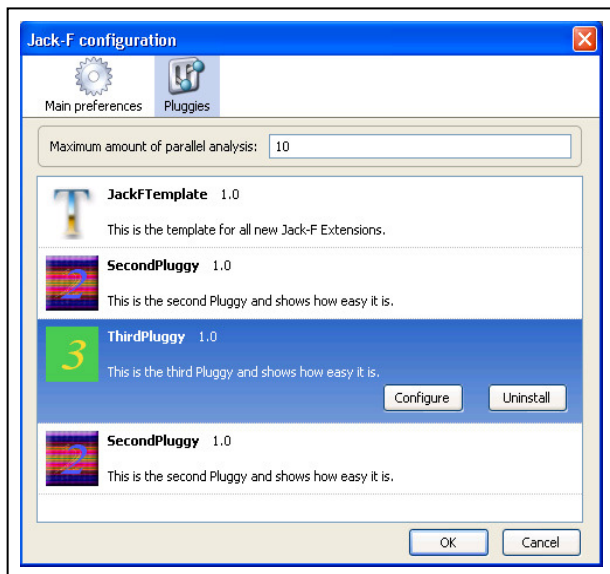 Jack-F configuration
Main preferences Pluggies
Maximum amount of parallel analysis: 10
T JackFTemplate 1.0
This is the template for all new Jack-F Extensions.
2 SecondPluggy 1.0
This is the second Pluggy and shows how easy it is.
3 ThirdPluggy 1.0
This is the third Pluggy and shows how easy it is.
Configure Uninstall
2 SecondPluggy 1.0
This is the second Pluggy and shows how easy it is.
OK Cancel